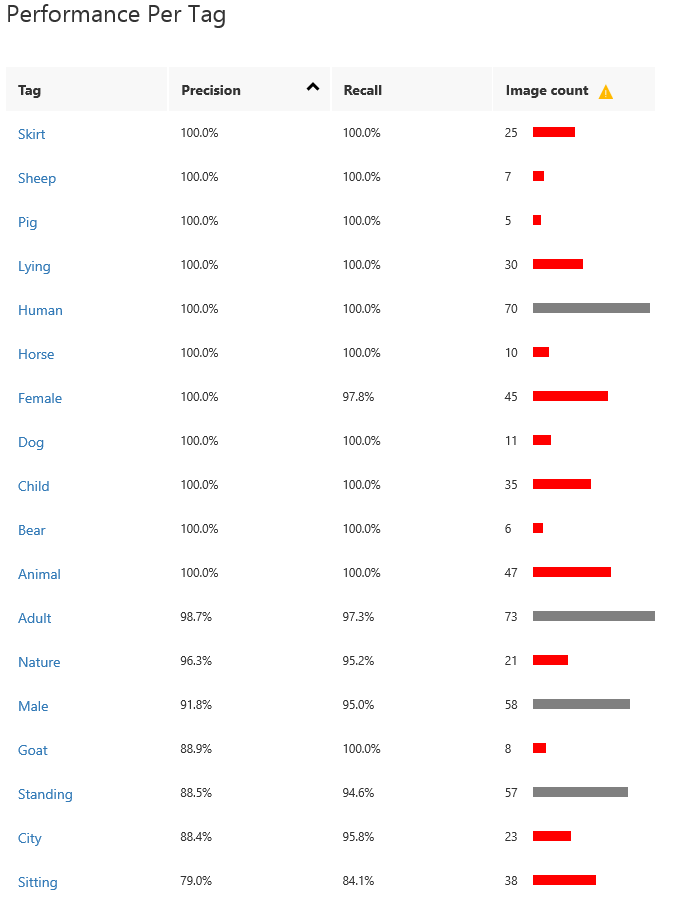 Performance Per Tag
Tag Precision Recall Image count
Skirt 100.0% 100.0% 25
Sheep 100.0% 100.0% 7
Pig 100.0% 100.0% 5
Lying 100.0% 100.0% 30
Human 100.0% 100.0% 70
Horse 100.0% 100.0% 10
Female 100.0% 97.8% 45
Dog 100.0% 100.0% 11
Child 100.0% 100.0% 35
Bear 100.0% 100.0% 6
Animal 100.0% 100.0% 47
Adult 98.7% 97.3% 73
Nature 96.3% 95.2% 21
Male 91.8% 95.0% 58
Goat 88.9% 100.0% 8
Standing 88.5% 94.6% 57
City 88.4% 95.8% 23
Sitting 79.0% 84.1% 38